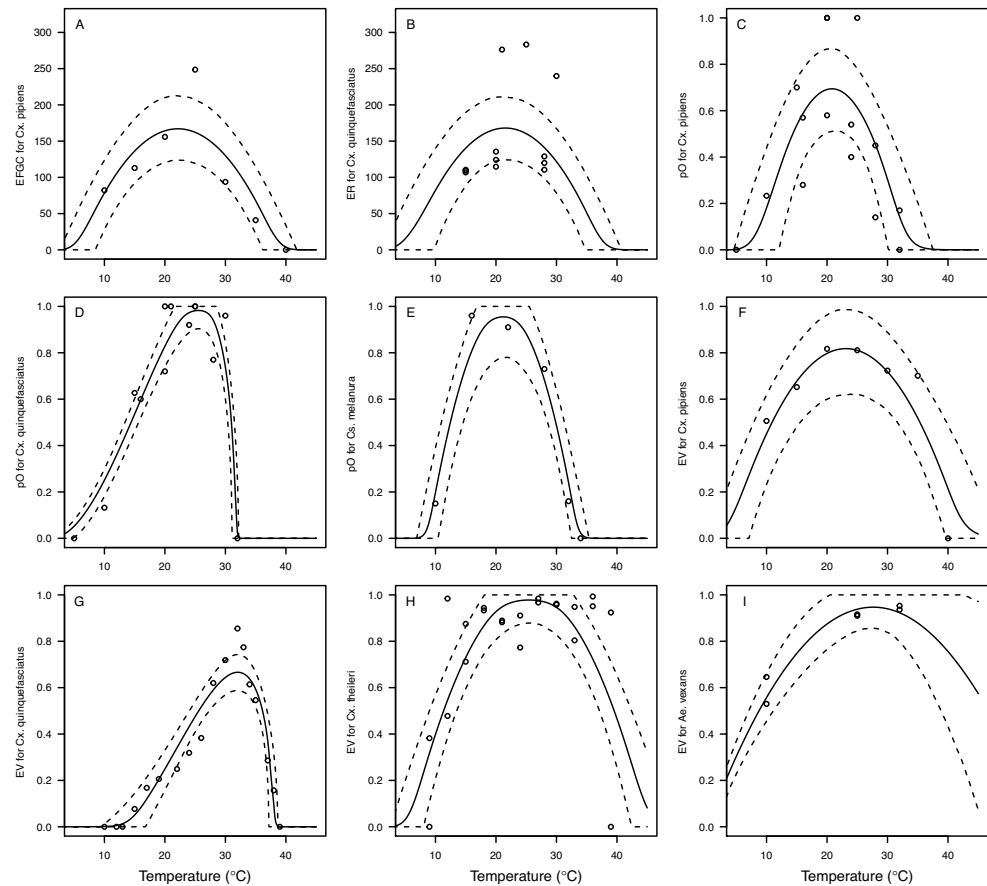 A
EFGC for Cx. pipiens
300
250
200
150
100
50
0
10 20 30 40
B
ER for Cx. quinquefasciatus
300
250
200
150
100
50
0
10 20 30 40
C
pO for Cx. pipiens
1.0
0.8
0.6
0.4
0.2
0.0
10 20 30 40
D
pO for Cx. quinquefasciatus
1.0
0.8
0.6
0.4
0.2
0.0
10 20 30 40
E
pO for Cs. melanura
1.0
0.8
0.6
0.4
0.2
0.0
10 20 30 40
F
EV for Cx. pipiens
1.0
0.8
0.6
0.4
0.2
0.0
10 20 30 40
G
EV for Cx. quinquefasciatus
1.0
0.8
0.6
0.4
0.2
0.0
10 20 30 40
Temperature (°C)
H
EV for Cx. theileri
1.0
0.8
0.6
0.4
0.2
0.0
10 20 30 40
Temperature (°C)
I
EV for Ae. vexans
1.0
0.8
0.6
0.4
0.2
0.0
10 20 30 40
Temperature (°C)